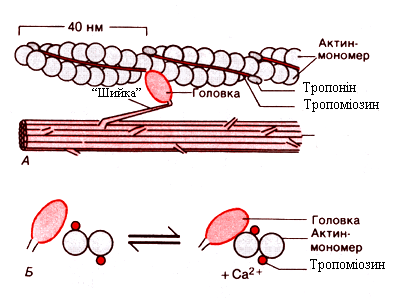 40 нм
Актин-
мономер
Тропонін
"Шийка"
Головка
Тропоміозин
А
Головка
Актин-
мономер
Б
+Ca2+
Тропоміозин